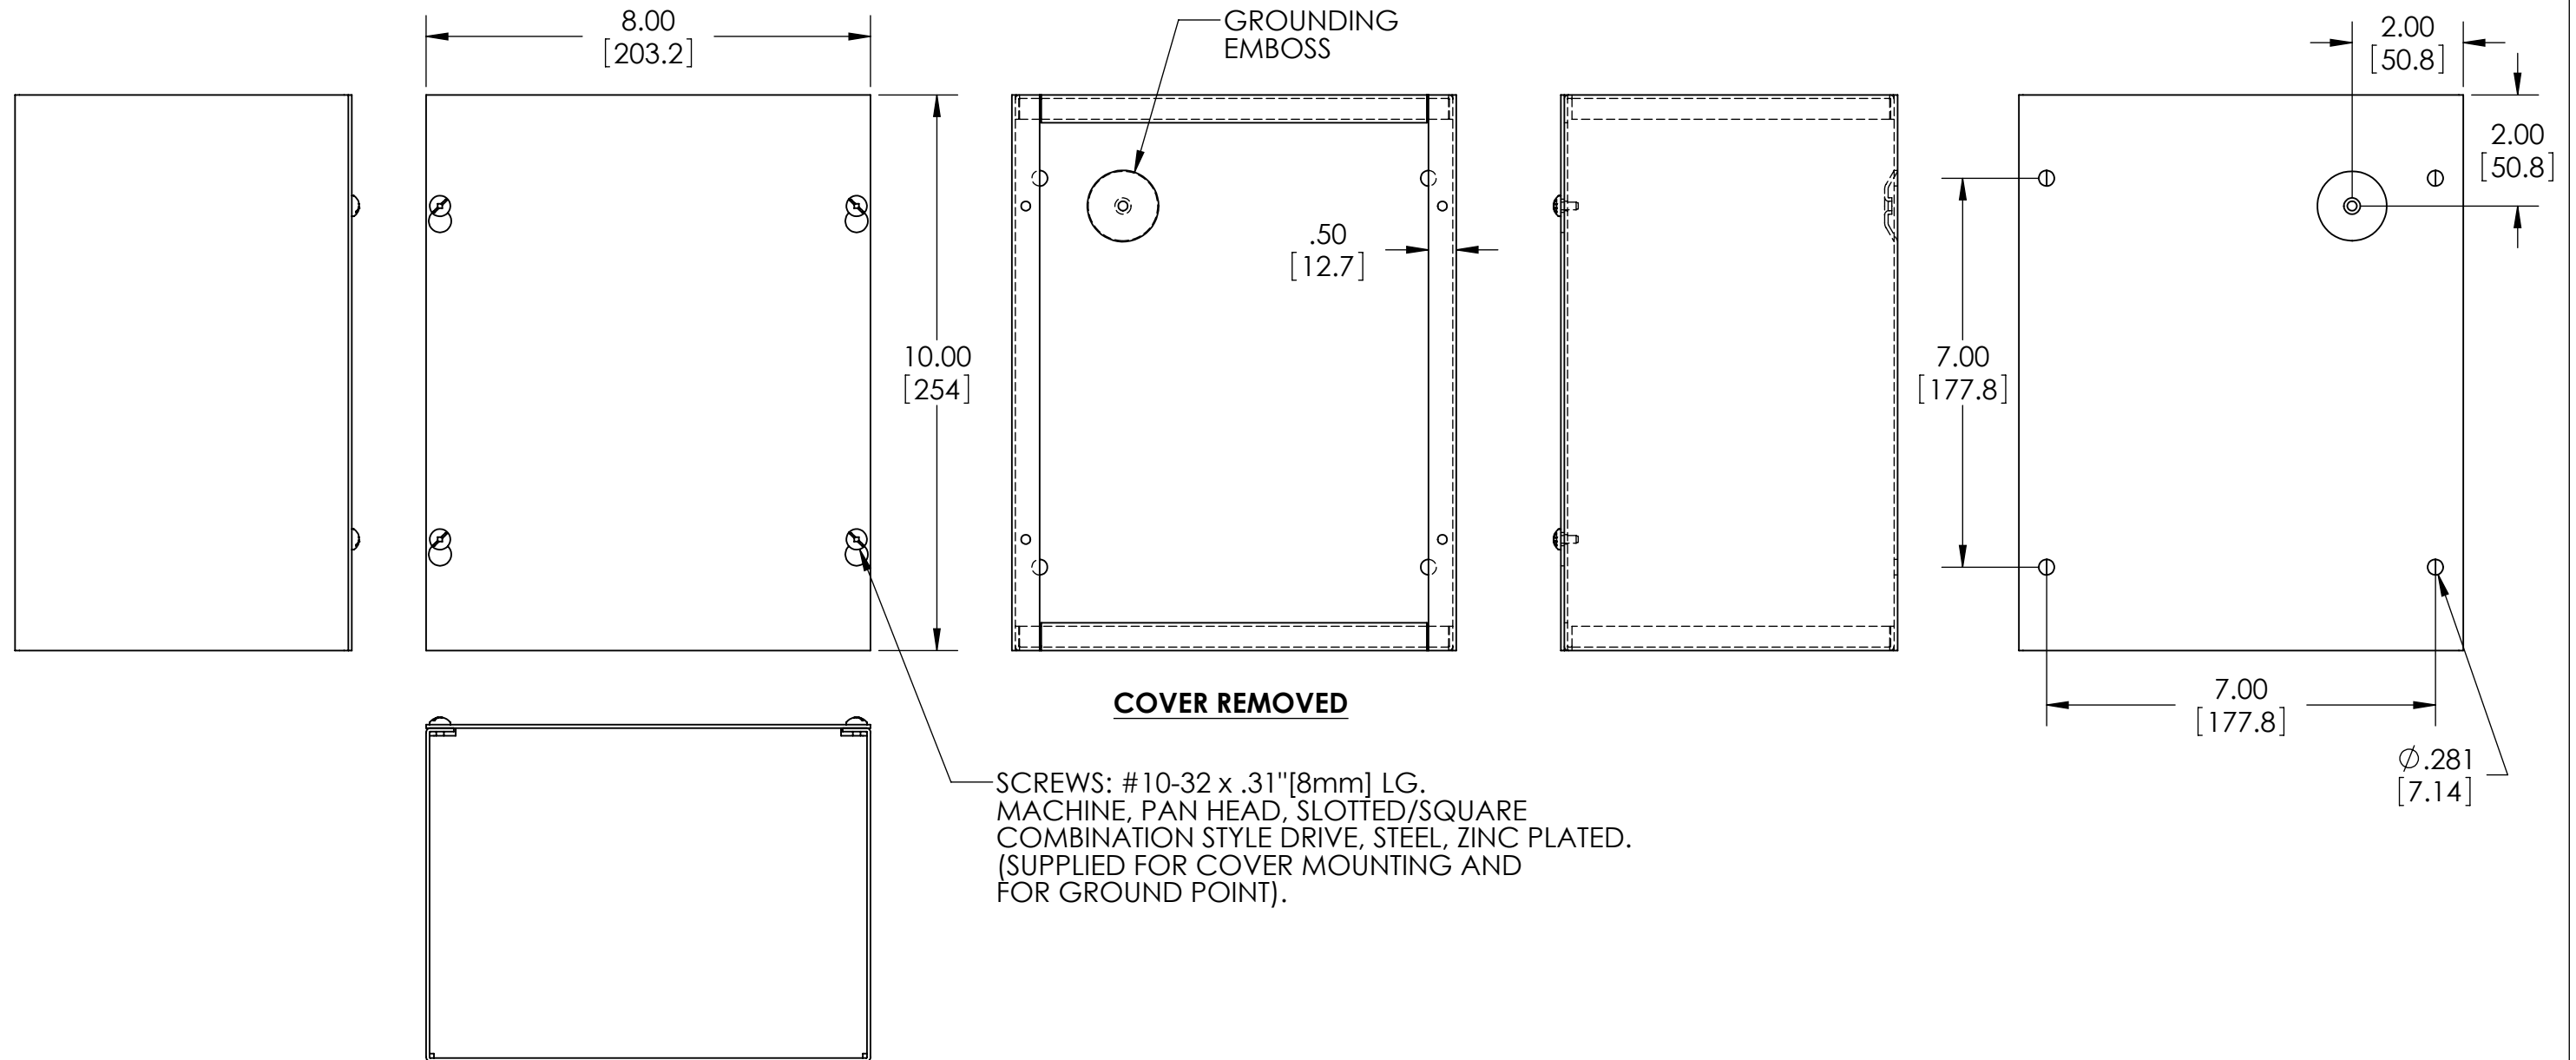 8.00
[203.2]
GROUNDING
EMBOSS
2.00
[50.8]
2.00
[50.8]
.50
[12.7]
10.00
[254]
7.00
[177.8]
COVER REMOVED
7.00
[177.8]
Ø.281
[7.14]
SCREWS: #10-32 x .31"[8mm] LG.
MACHINE, PAN HEAD, SLOTTED/SQUARE
COMBINATION STYLE DRIVE, STEEL, ZINC PLATED.
(SUPPLIED FOR COVER MOUNTING AND
FOR GROUND POINT).